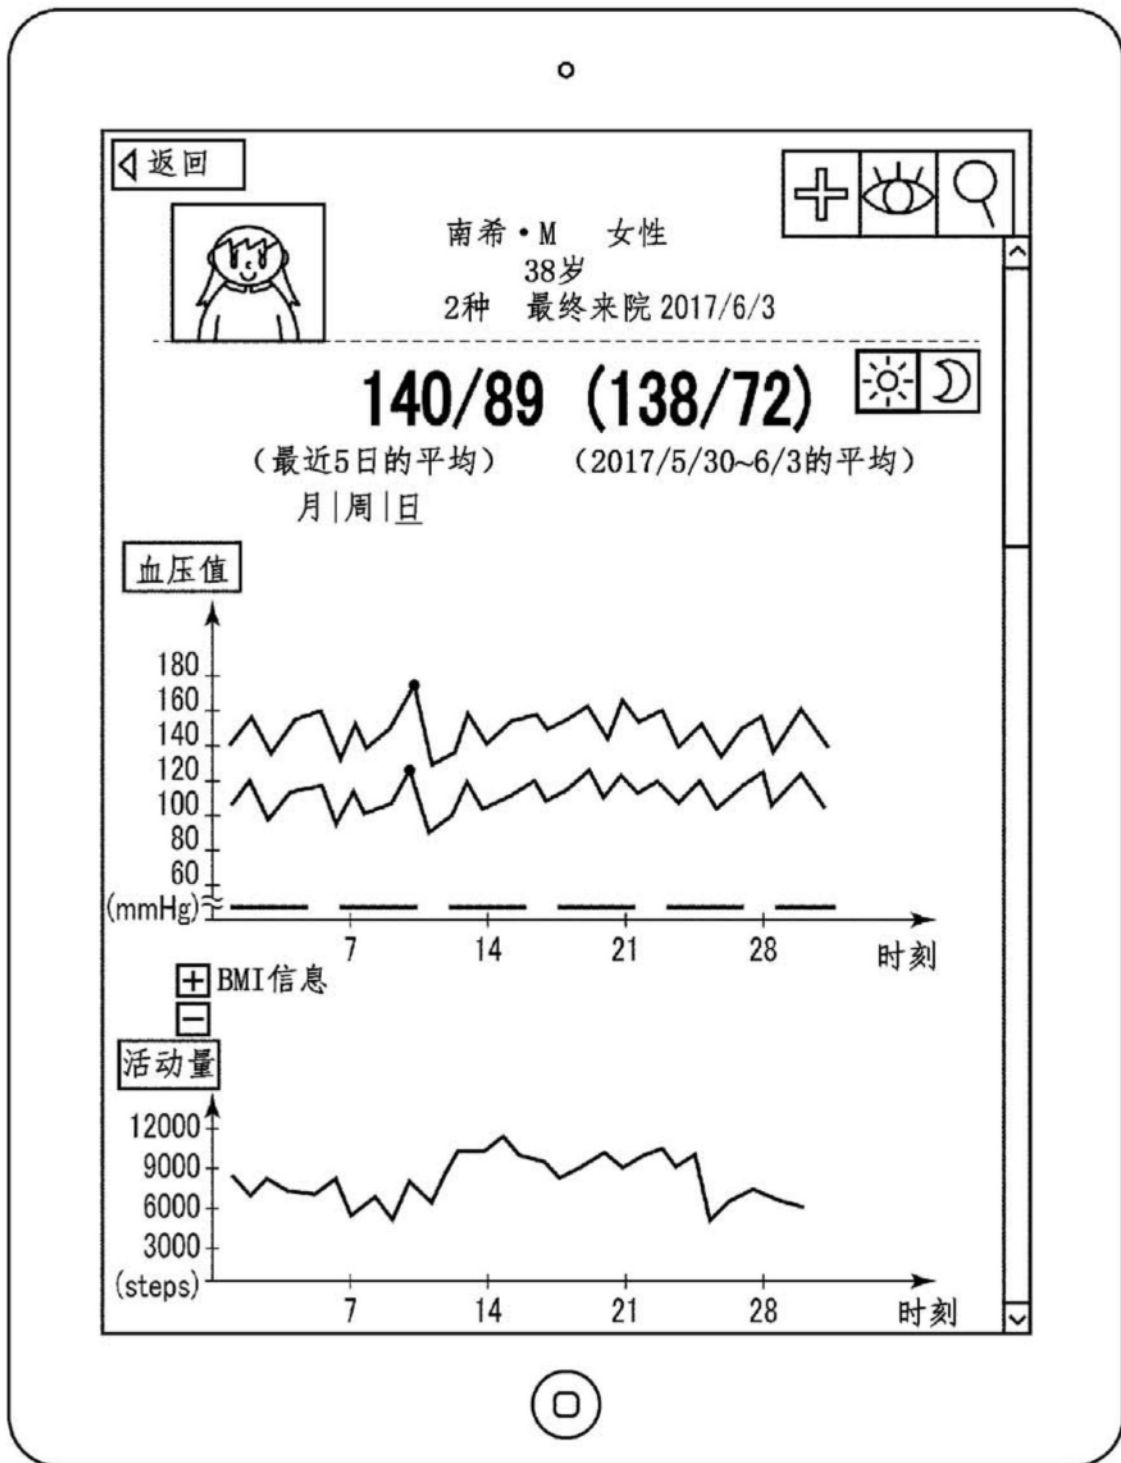 返回
南希·M 女性
38岁
2种 最终来院 2017/6/3
140/89 (138/72)
(最近5日的平均) (2017/5/30~6/3的平均)
月|周|日
血压值
180
160
140
120
100
80
60
(mmHg)
7 14 21 28 时刻
BMI信息
活动量
12000
9000
6000
3000
(steps)
7 14 21 28 时刻